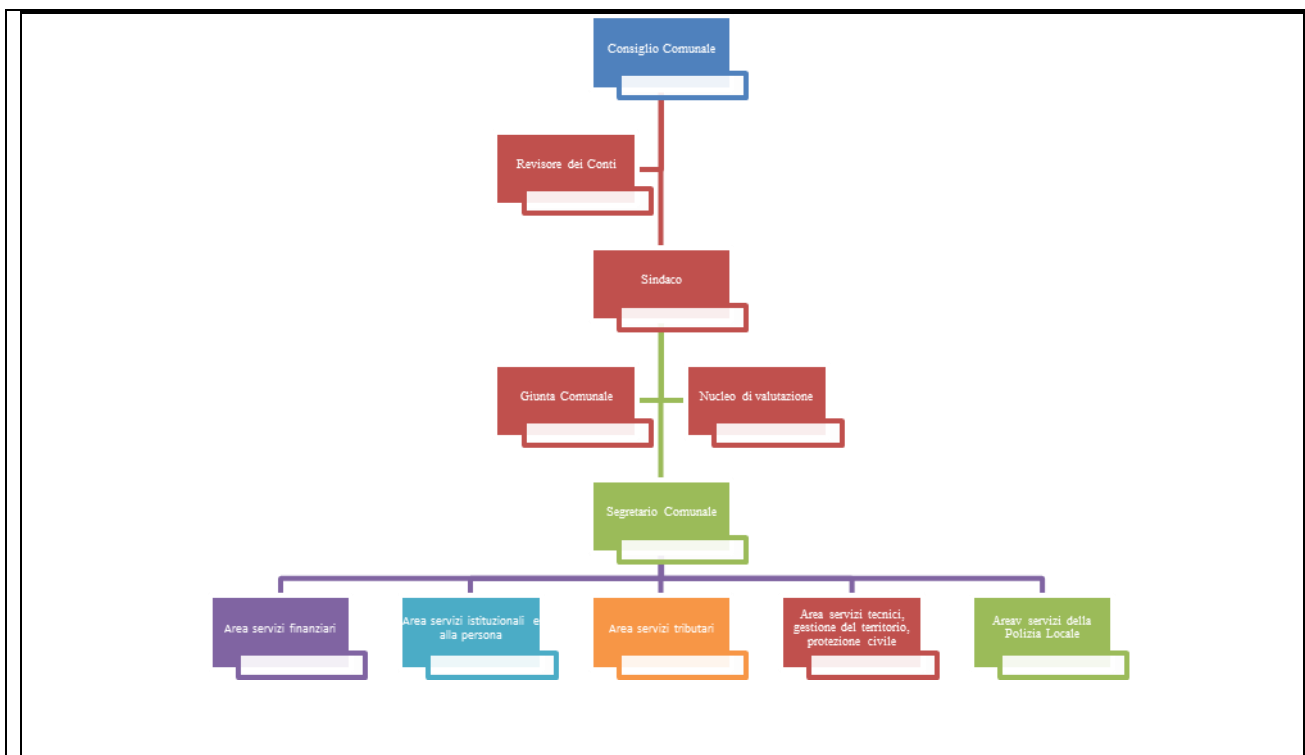 Consiglio Comunale
Revisore dei Conti
Sindaco
Giunta Comunale
Nucleo di valutazione
Segretario Comunale
Area servizi finanziari
Area servizi istituzionali e
alla persona
Area servizi tributari
Area servizi tecnici,
gestione del territorio,
protezione civile
Areav servizi della
Polizia Locale